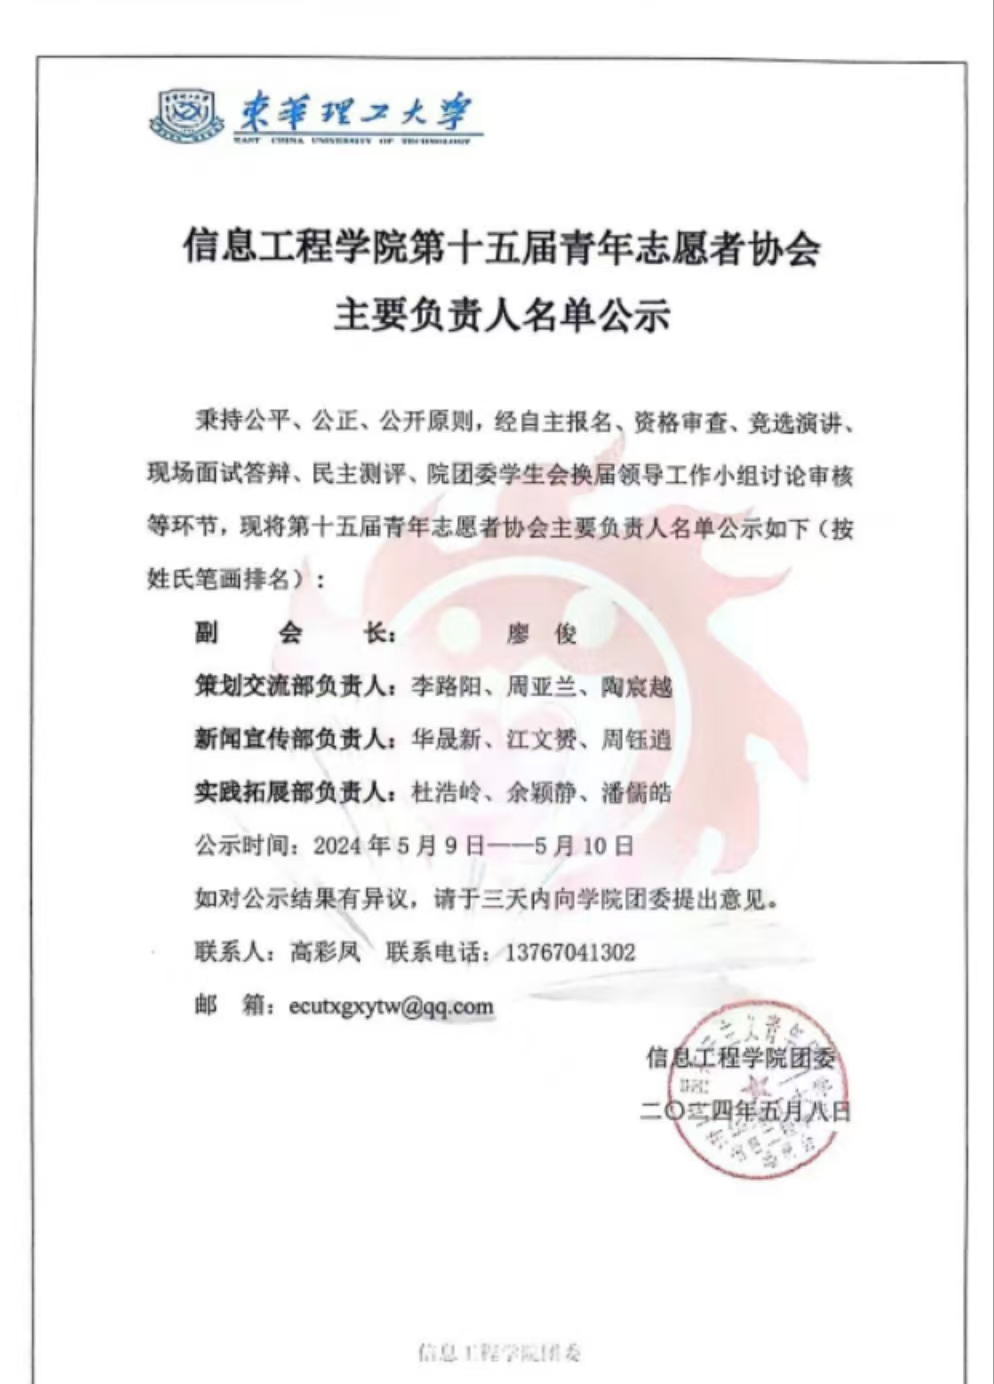 東華理工大学
EAST CHINA UNIVERSITY OF TECHNOLOGY
信息工程学院第十五届青年志愿者协会
主要负责人名单公示
秉持公平、公正、公开原则，经自主报名、资格审查、竞选演讲、
现场面试答辩、民主测评、院团委学生会换届领导工作小组讨论审核
等环节，现将第十五届青年志愿者协会主要负责人名单公示如下（按
姓氏笔画排名）：
副 会 长： 廖 俊
策划交流部负责人：李路阳、周亚兰、陶宸越
新闻宣传部负责人：华晟新、江文赟、周钰逍
实践拓展部负责人：杜浩岭、余颖静、潘儒皓
公示时间：2024年5月9日——5月10日
如对公示结果有异议，请于三天内向学院团委提出意见。
联系人：高彩凤 联系电话：13767041302
邮 箱：ecutxgxytw@qq.com
信息工程学院团委
二〇二四年五月八日
信息工程学院团委